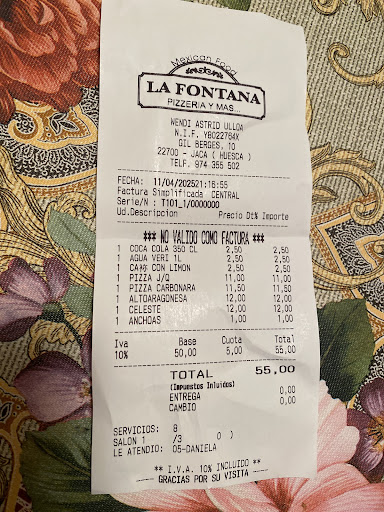 Mexican Food
LA FONTANA
PIZZERIA Y MAS...
WENDI ASTRID ULLOA
N.I.F. YB022764X
GIL BERGES, 10
22700 - JACA ( HUESCA )
TELF. 974 355 502
FECHA: 11/04/202521:16:55
Factura Simplificada CENTRAL
Serie/N : T101_1/0000000
Ud.Descripcion Precio Dt% Importe
### NO VALIDO COMO FACTURA ###
1 COCA COLA 350 CL 2,50 2,50
1 AGUA VERI 1L 2,50 2,50
1 CON LIMON 2,50 2,50
1 PIZZA J/Q 11,00 11,00
1 PIZZA CARBONARA 11,50 11,50
1 ALTOARAGONESA 12,00 12,00
1 CELESTE 12,00 12,00
1 ANCHOAS 1,00 1,00
Iva Base Cuota Total
10% 50,00 5,00 55,00
TOTAL 55,00
(Impuestos Inluidos)
ENTREGA 0,00
CAMBIO 0,00
SERVICIOS: 8
SALON 1 /3 0 )
LE ATENDIO: 05-DANIELA
** I.V.A. 10% INCLUIDO **
GRACIAS POR SU VISITA